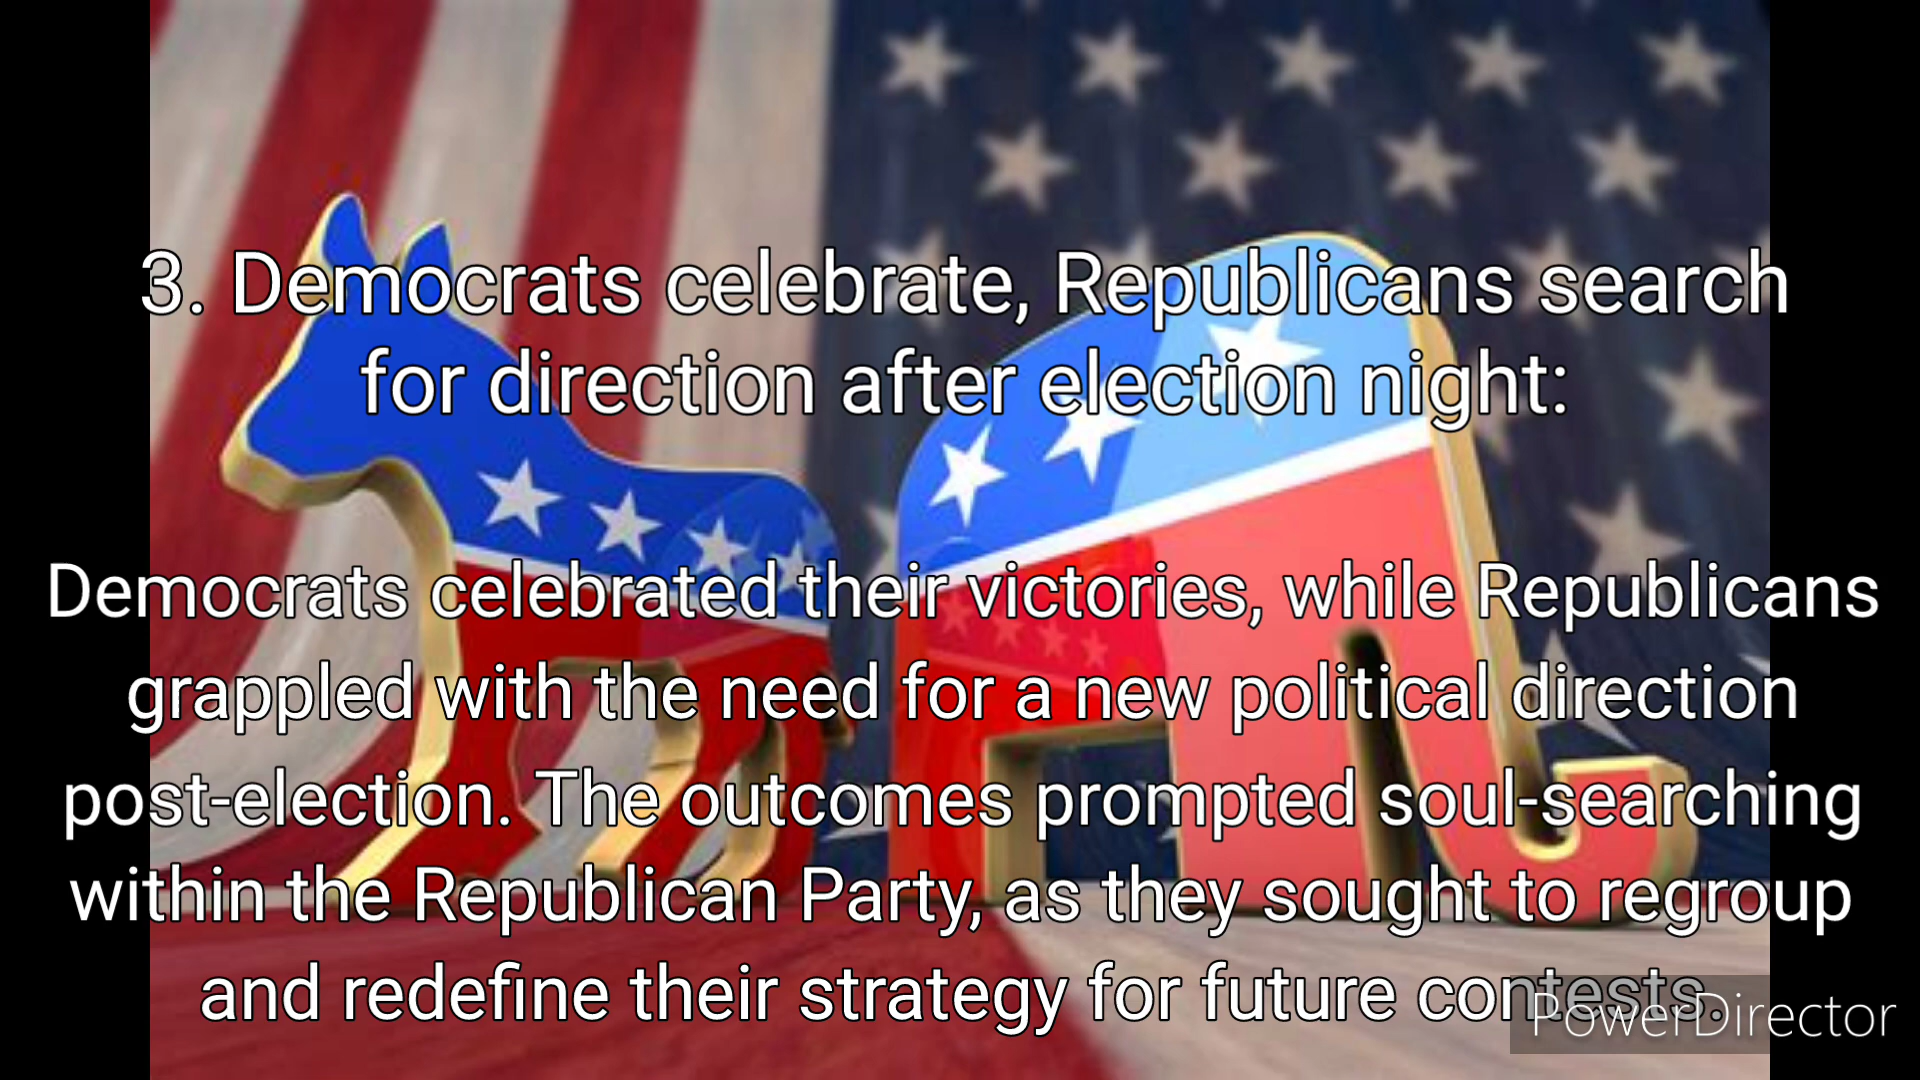 3. Democrats celebrate, Republicans search
for direction after election night:
Democrats celebrated their victories, while Republicans
grappled with the need for a new political direction
post-election. The outcomes prompted soul-searching
within the Republican Party, as they sought to regroup
and redefine their strategy for future contests.
PowerDirector